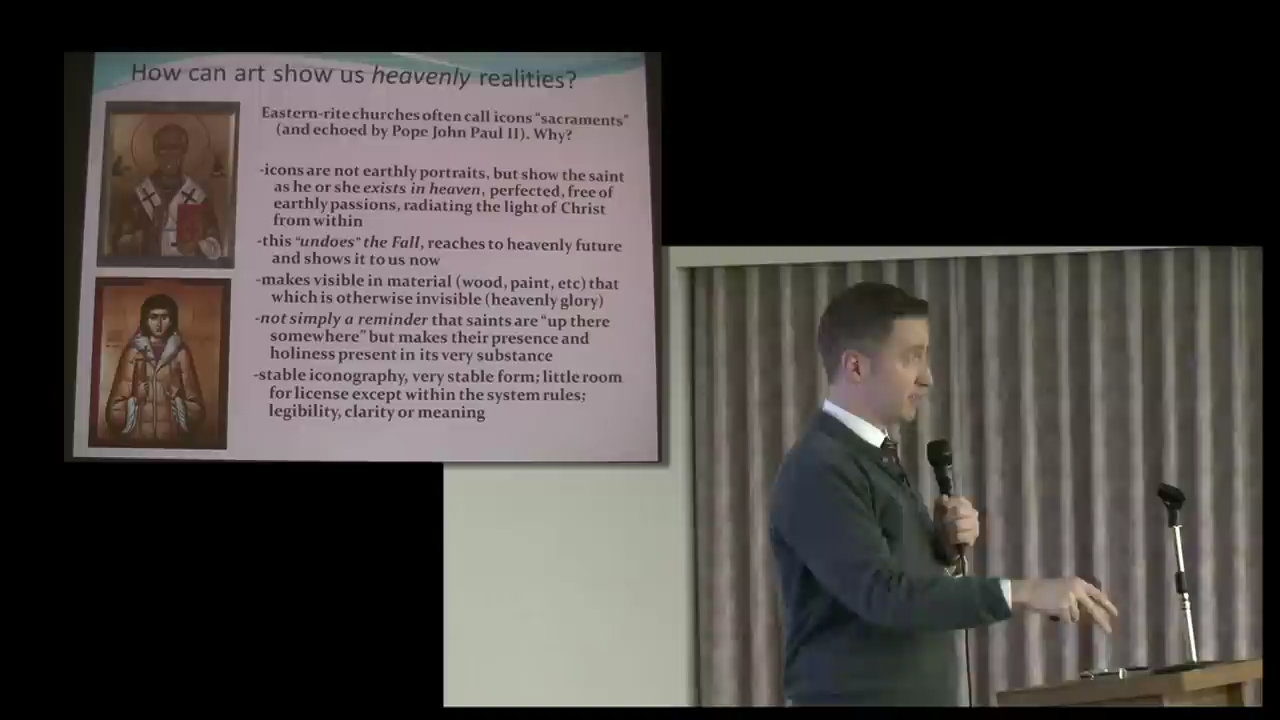 How can art show us heavenly realities?
Eastern-rite churches often call icons "sacraments"
(and echoed by Pope John Paul II). Why?
-icons are not earthly portraits, but show the saint
as he or she exists in heaven, perfected, free of
earthly passions, radiating the light of Christ
from within
-this "undoes" the Fall, reaches to heavenly future
and shows it to us now
-makes visible in material (wood, paint, etc) that
which is otherwise invisible (heavenly glory)
-not simply a reminder that saints are "up there
somewhere" but makes their presence and
holiness present in its very substance
-stable iconography, very stable form; little room
for license except within the system rules;
legibility, clarity or meaning